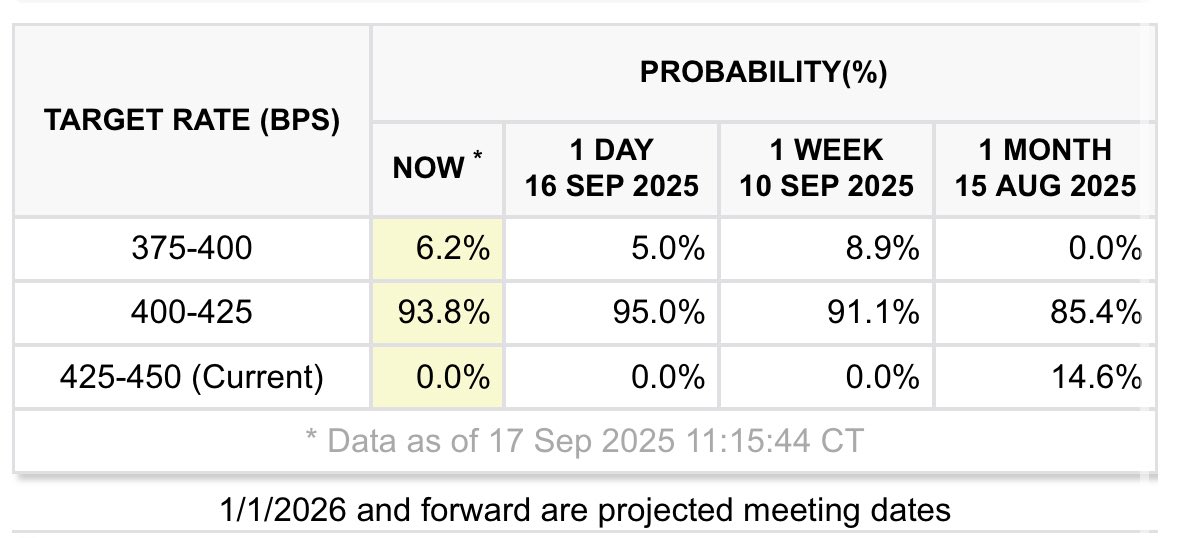 TARGET RATE (BPS)
PROBABILITY(%)
NOW *
1 DAY
16 SEP 2025
1 WEEK
10 SEP 2025
1 MONTH
15 AUG 2025
375-400 6.2% 5.0% 8.9% 0.0%
400-425 93.8% 95.0% 91.1% 85.4%
425-450 (Current) 0.0% 0.0% 0.0% 14.6%
* Data as of 17 Sep 2025 11:15:44 CT
1/1/2026 and forward are projected meeting dates